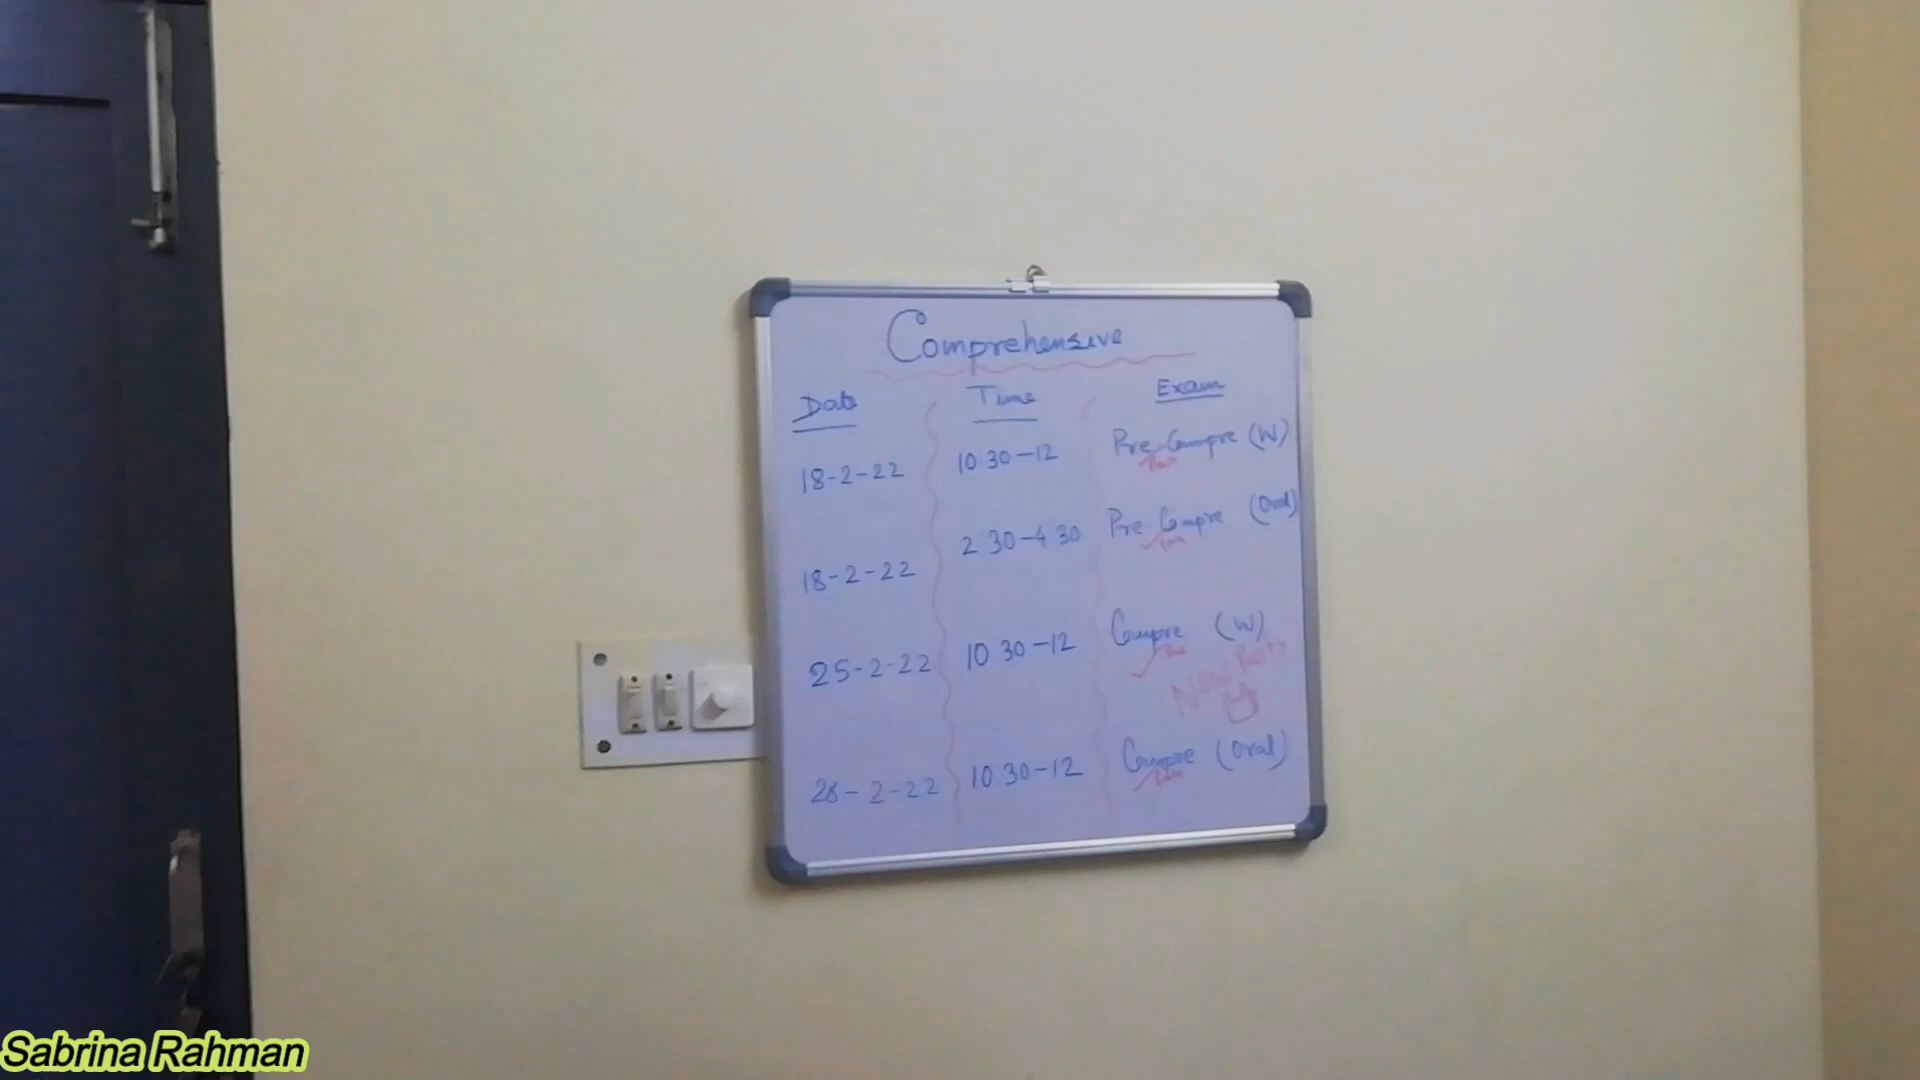 Comprehensive
Date Time Exam
18-2-22 10 30-12 Pre-Compre (W)
18-2-22 2 30-4 30 Pre Compre (Oral)
25-2-22 10 30-12 Compre (W)
Now Party
28-2-22 10 30-12 Compre (Oral)
Sabrina Rahman